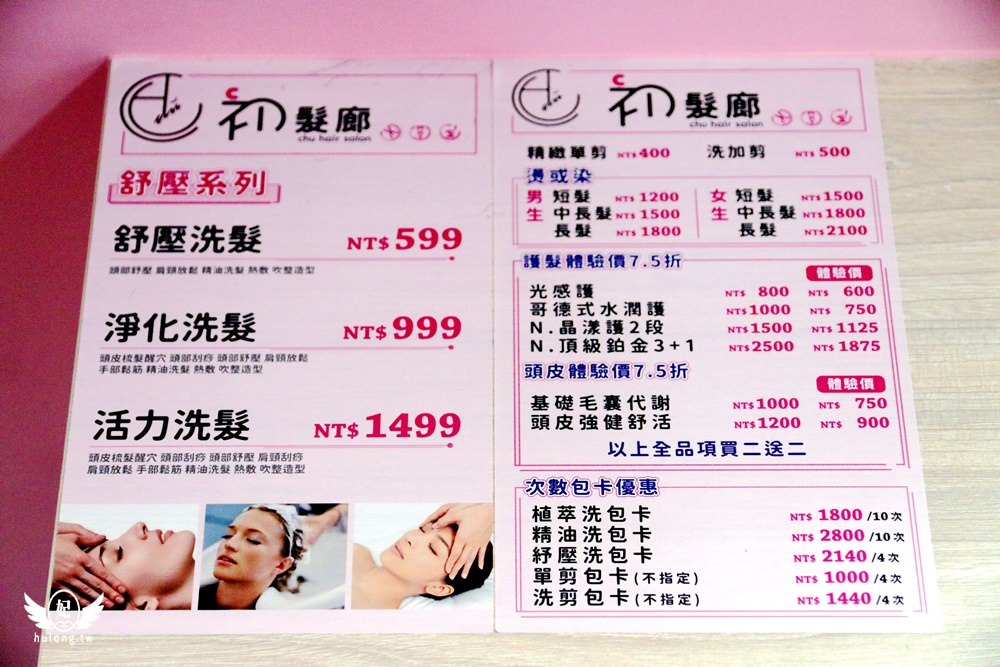 初髮廊
chu hair salon
舒壓系列
舒壓洗髮 NT$ 599
頭部舒壓 肩頸放鬆 精油洗髮 熱敷 吹整造型
淨化洗髮 NT$ 999
頭皮梳髮醒穴 頭部刮痧 頭部舒壓 肩頸放鬆
手部鬆筋 精油洗髮 熱敷 吹整造型
活力洗髮 NT$ 1499
頭皮梳髮醒穴 頭部刮痧 頭部舒壓 肩頸刮痧
肩頸放鬆 手部鬆筋 精油洗髮 熱敷 吹整造型
初髮廊
chu hair salon
精緻單剪 NT$ 400 洗加剪 NT$ 500
燙或染
男生 短髮 NT$ 1200 女生 短髮 NT$ 1500
中長髮 NT$ 1500 中長髮 NT$ 1800
長髮 NT$ 1800 長髮 NT$ 2100
護髮體驗價7.5折
體驗價
光感護 NT$ 800 NT$ 600
哥德式水潤護 NT$ 1000 NT$ 750
N.晶漾護2段 NT$ 1500 NT$ 1125
N.頂級鉑金3+1 NT$ 2500 NT$ 1875
頭皮體驗價7.5折
體驗價
基礎毛囊代謝 NT$ 1000 NT$ 750
頭皮強健舒活 NT$ 1200 NT$ 900
以上全品項買二送二
次數包卡優惠
植萃洗包卡 NT$ 1800 /10次
精油洗包卡 NT$ 2800 /10次
紓壓洗包卡 NT$ 2140 /4次
單剪包卡(不指定) NT$ 1000 /4次
洗剪包卡(不指定) NT$ 1440 /4次
妃
hulong.tw